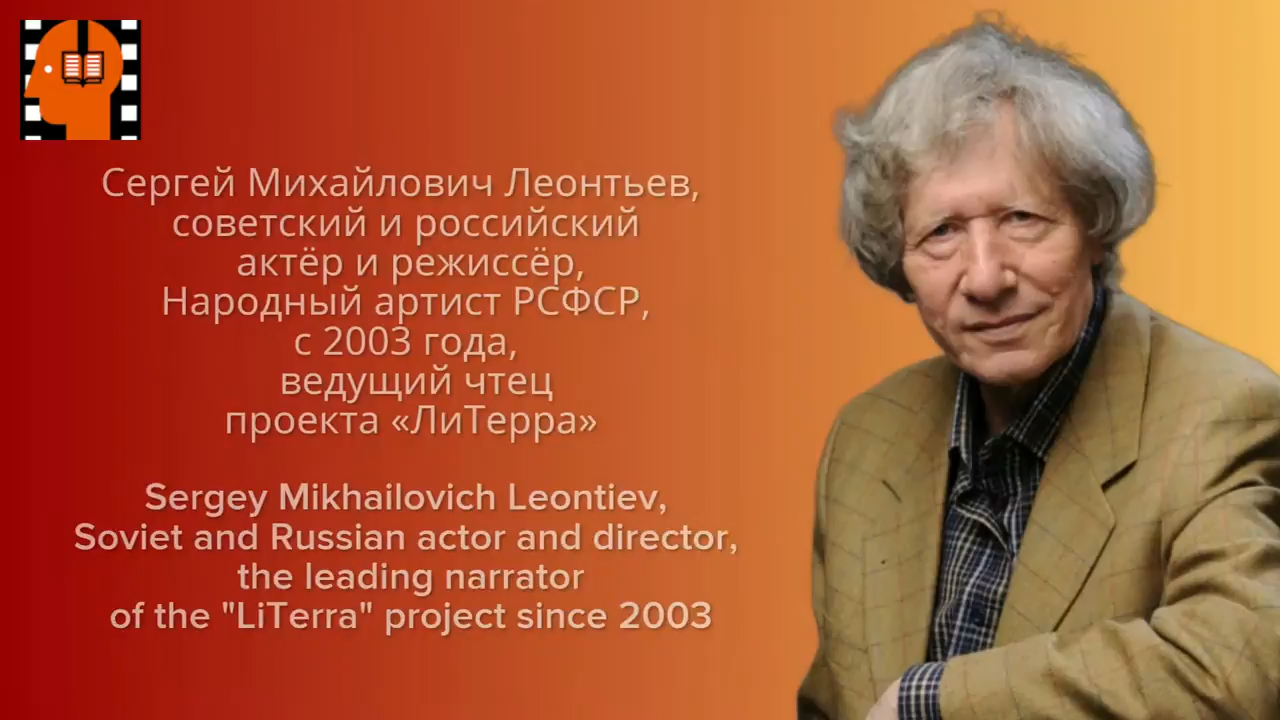 Сергей Михайлович Леонтьев,
советский и российский
актёр и режиссёр,
Народный артист РСФСР,
с 2003 года,
ведущий чтец
проекта «ЛиТерра»
Sergey Mikhailovich Leontiev,
Soviet and Russian actor and director,
the leading narrator
of the "LiTerra" project since 2003